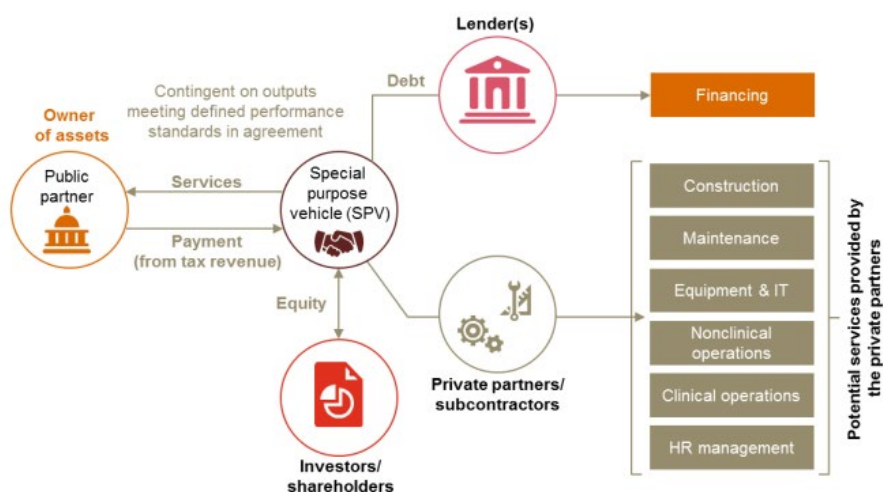 Lender(s)
Debt
Financing
Contingent on outputs
meeting defined performance
standards in agreement
Owner
of assets
Public
partner
Services
Payment
(from tax revenue)
Special
purpose
vehicle (SPV)
Equity
Investors/
shareholders
Private partners/
subcontractors
Construction
Maintenance
Equipment & IT
Nonclinical
operations
Clinical operations
HR management
Potential services provided by
the private partners